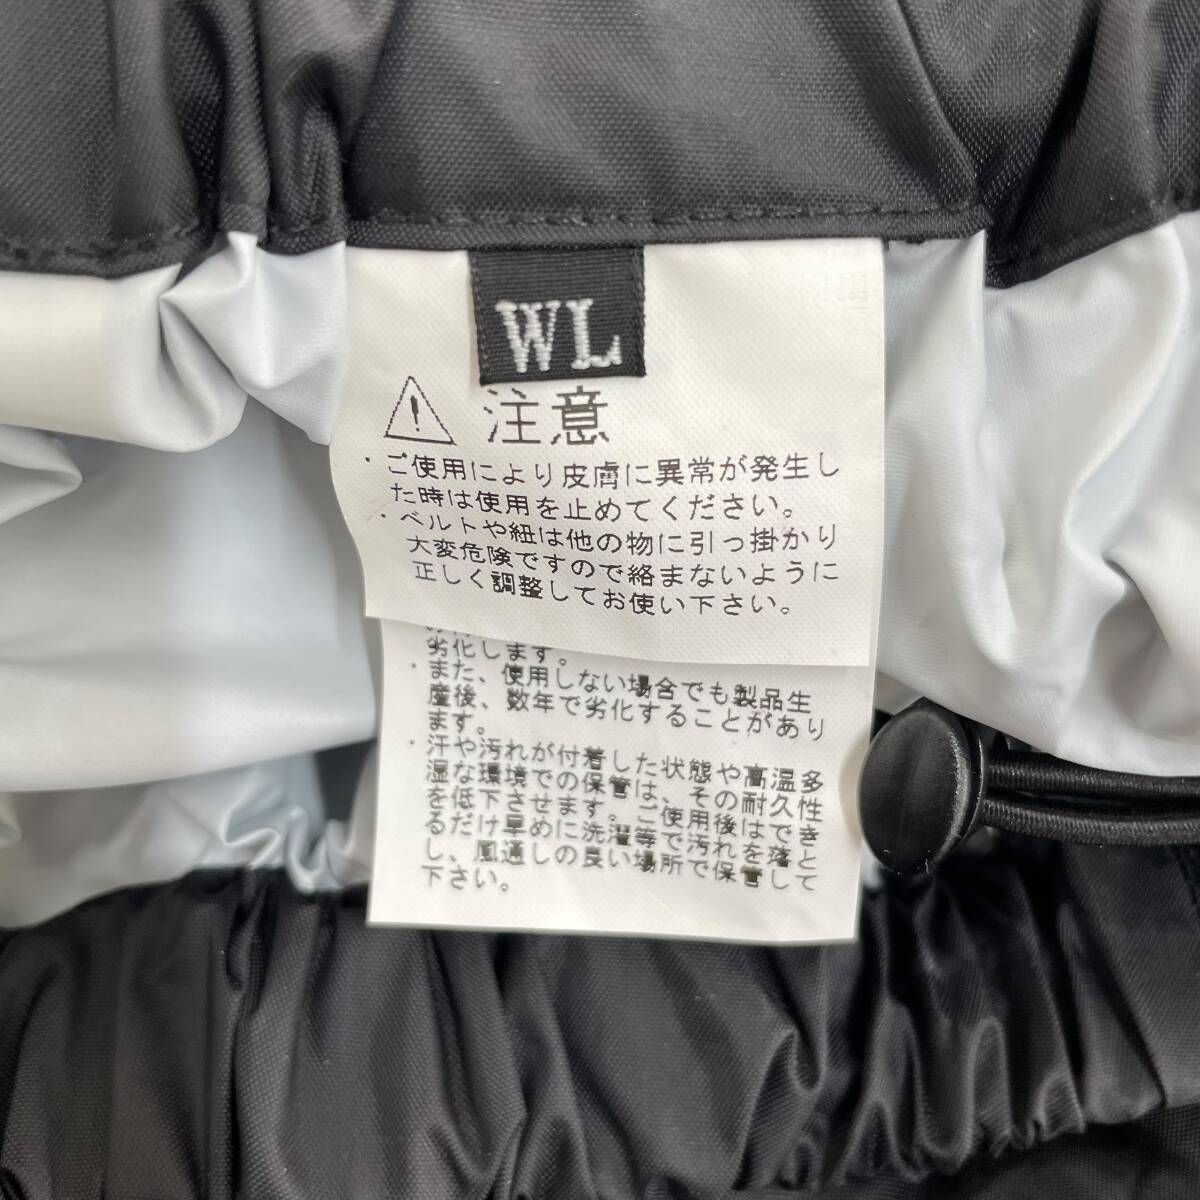 WL
注意
・ご使用により皮膚に異常が発生し
た時は使用を止めてください。
・ベルトや紐は他の物に引っ掛かり
大変危険ですので絡まないように
正しく調整してお使い下さい。
劣化します。
・また、使用しない場合でも製品生
産後、数年で劣化することがあり
ます。
・汗や汚れが付着した状態や高温多
湿な環境での保管は、その耐久性
を低下させます。ご使用後はでき
るだけ早めに洗濯等で汚れを落と
し、風通しの良い場所で保管して
下さい。